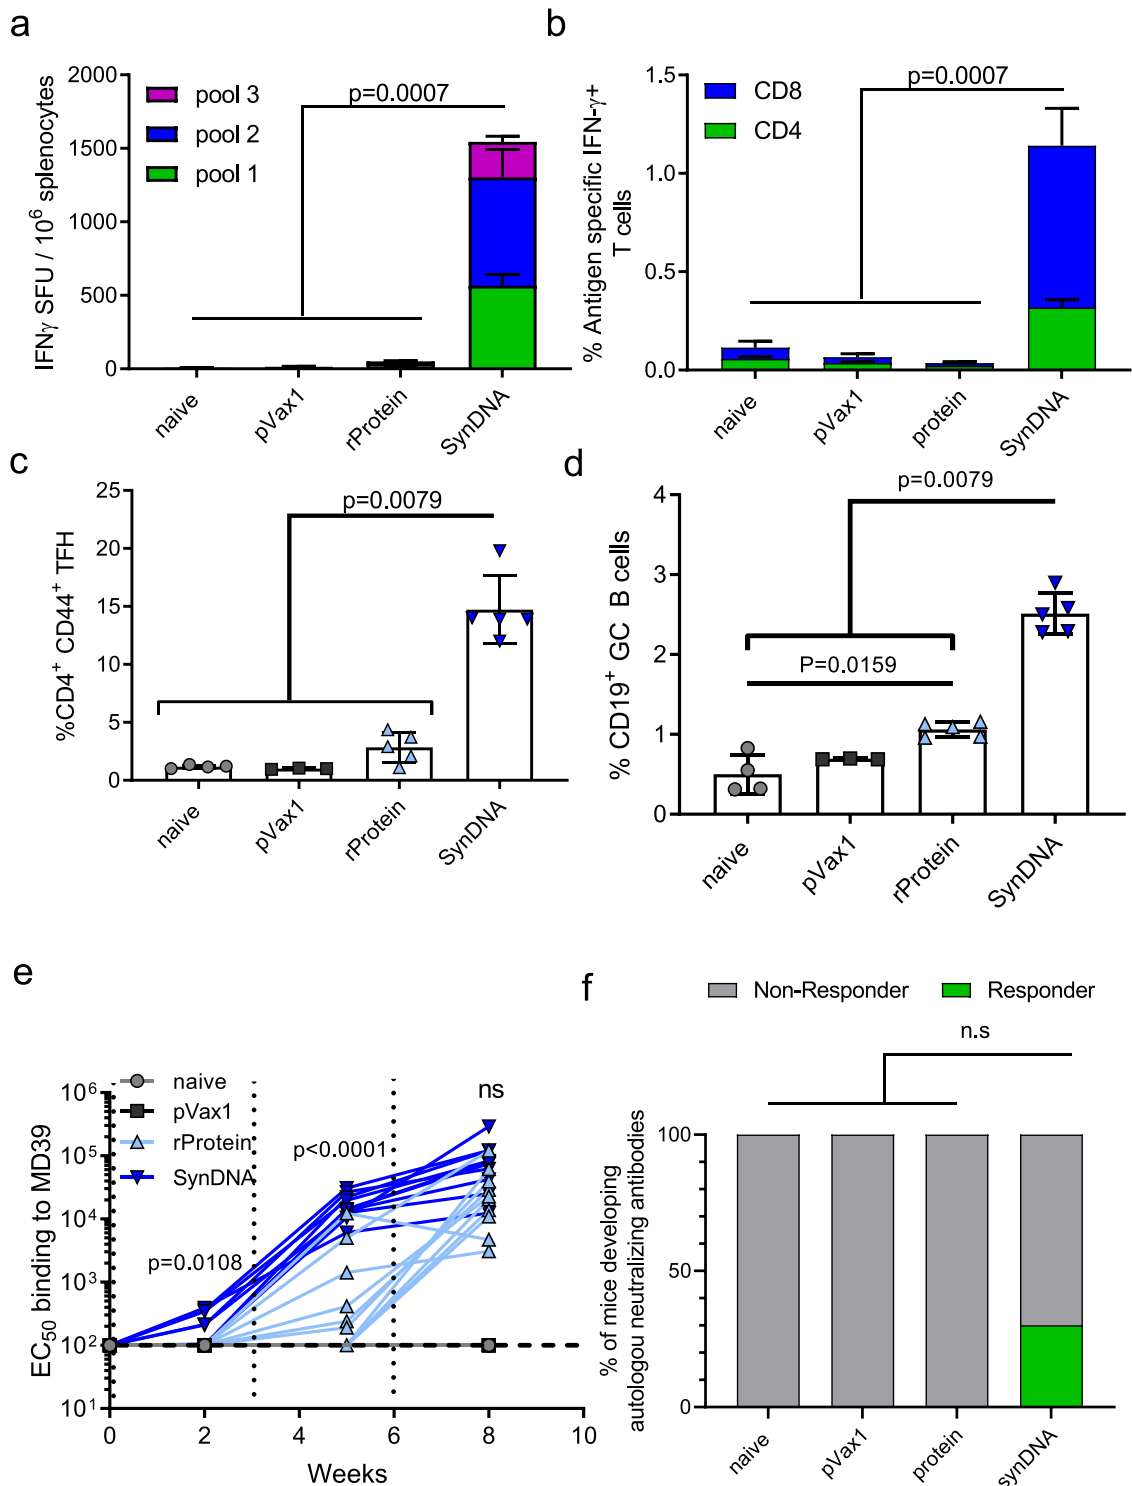 a
2000
1500
1000
500
0
IFNγ SFU / 10⁶ splenocytes
pool 3
pool 2
pool 1
p=0.0007
naive
pVax1
rProtein
SynDNA
b
1.5
1.0
0.5
0.0
% Antigen specific IFN-γ+
T cells
CD8
CD4
p=0.0007
naive
pVax1
protein
SynDNA
c
25
20
15
10
5
0
%CD4⁺ CD44⁺ TFH
p=0.0079
naive
pVax1
rProtein
SynDNA
d
4
3
2
1
0
% CD19⁺ GC B cells
p=0.0079
P=0.0159
naive
pVax1
rProtein
SynDNA
e
10⁶
10⁵
10⁴
10³
10²
10¹
EC₅₀ binding to MD39
naive
pVax1
rProtein
SynDNA
p=0.0108
p<0.0001
ns
0
2
4
6
8
10
Weeks
f
Non-Responder
Responder
n.s
100
50
0
% of mice developing
autologou neutralizing antibodies
naive
pVax1
protein
synDNA